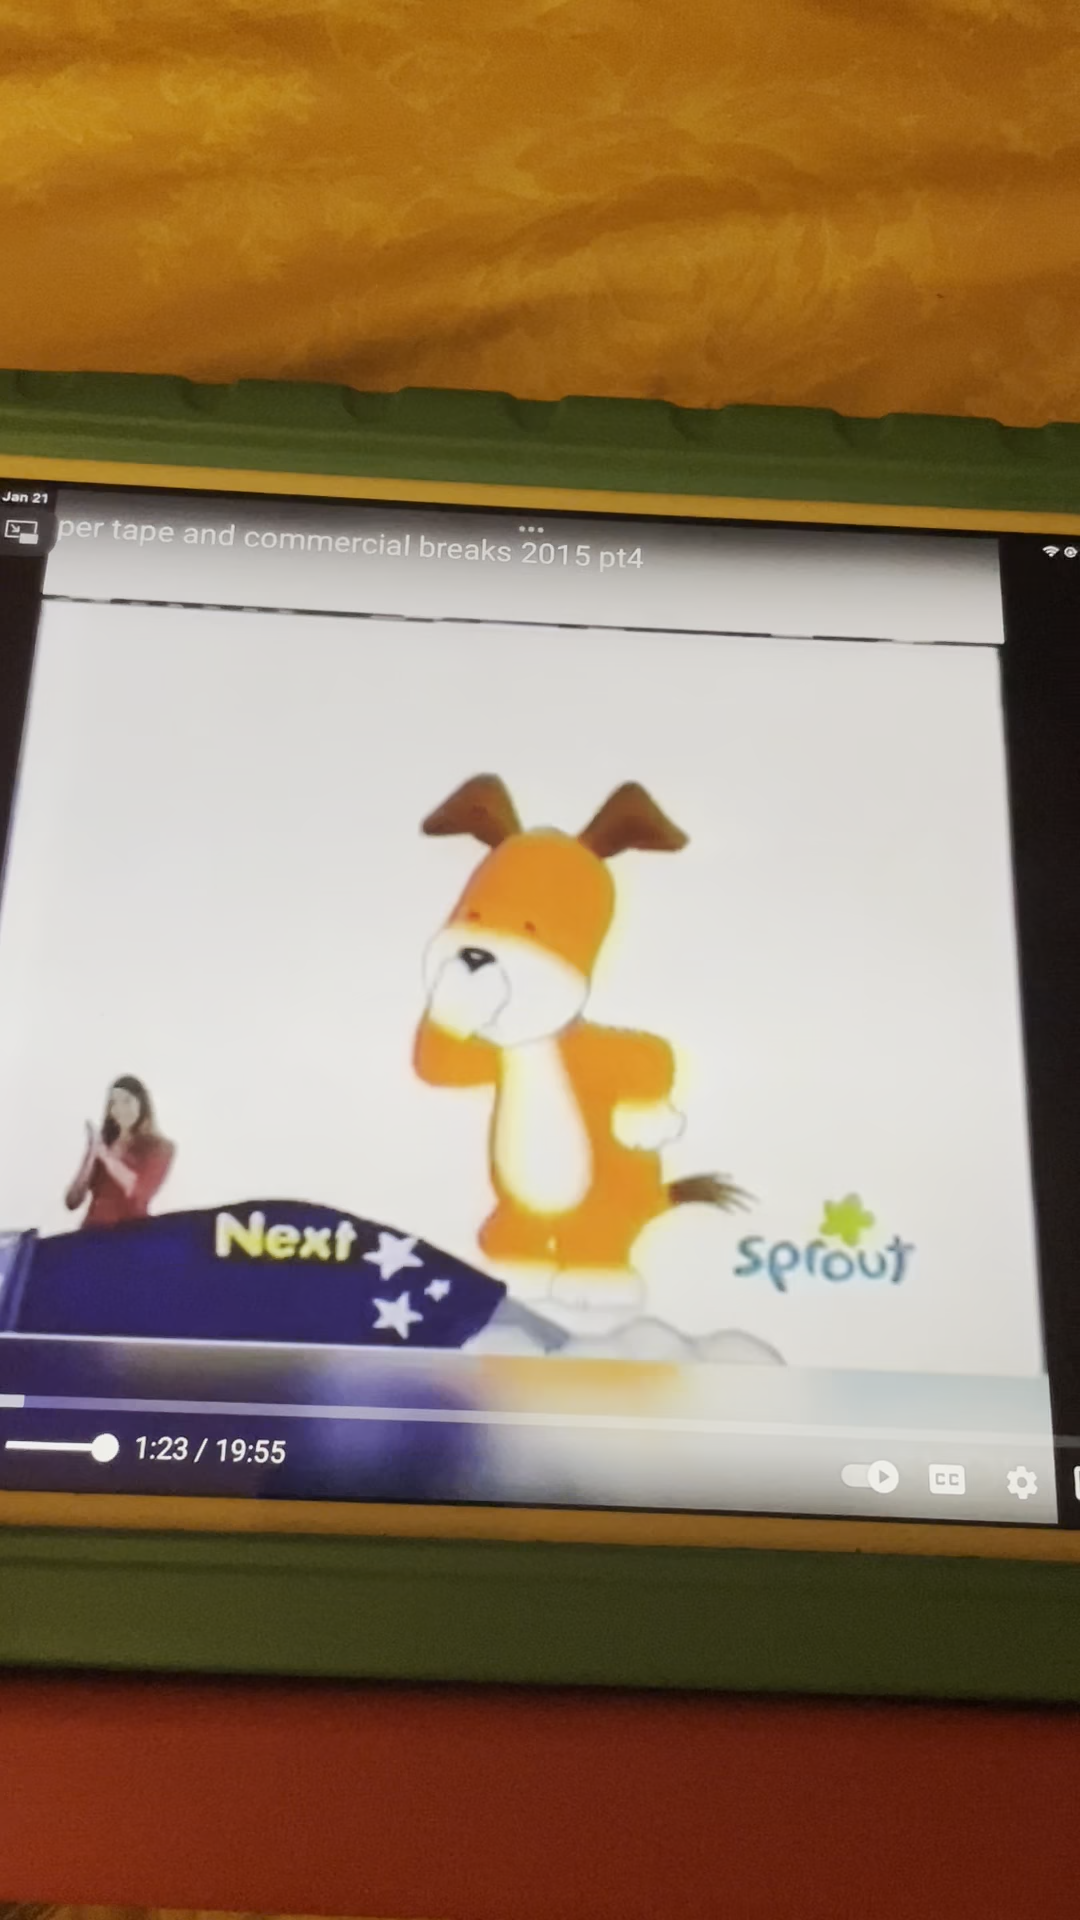 Jan 21
per tape and commercial breaks 2015 pt4
Next
sprout
1:23 / 19:55
CC